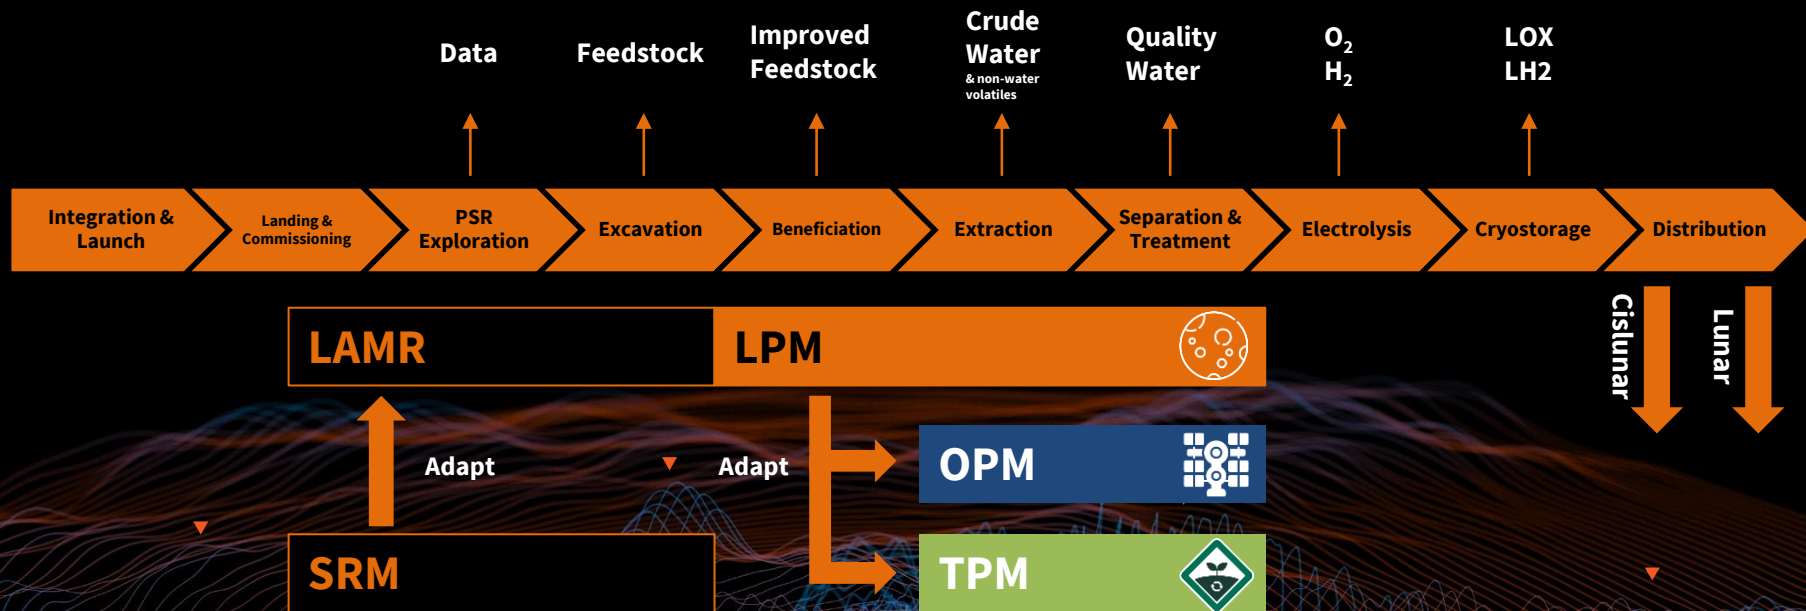 Data
Feedstock
Improved
Feedstock
Crude
Water
& non-water
volatiles
Quality
Water
O₂
H₂
LOX
LH2
Integration &
Launch
Landing &
Commissioning
PSR
Exploration
Excavation
Beneficiation
Extraction
Separation &
Treatment
Electrolysis
Cryostorage
Distribution
LAMR
LPM
Cislunar
Lunar
Adapt
Adapt
OPM
SRM
TPM